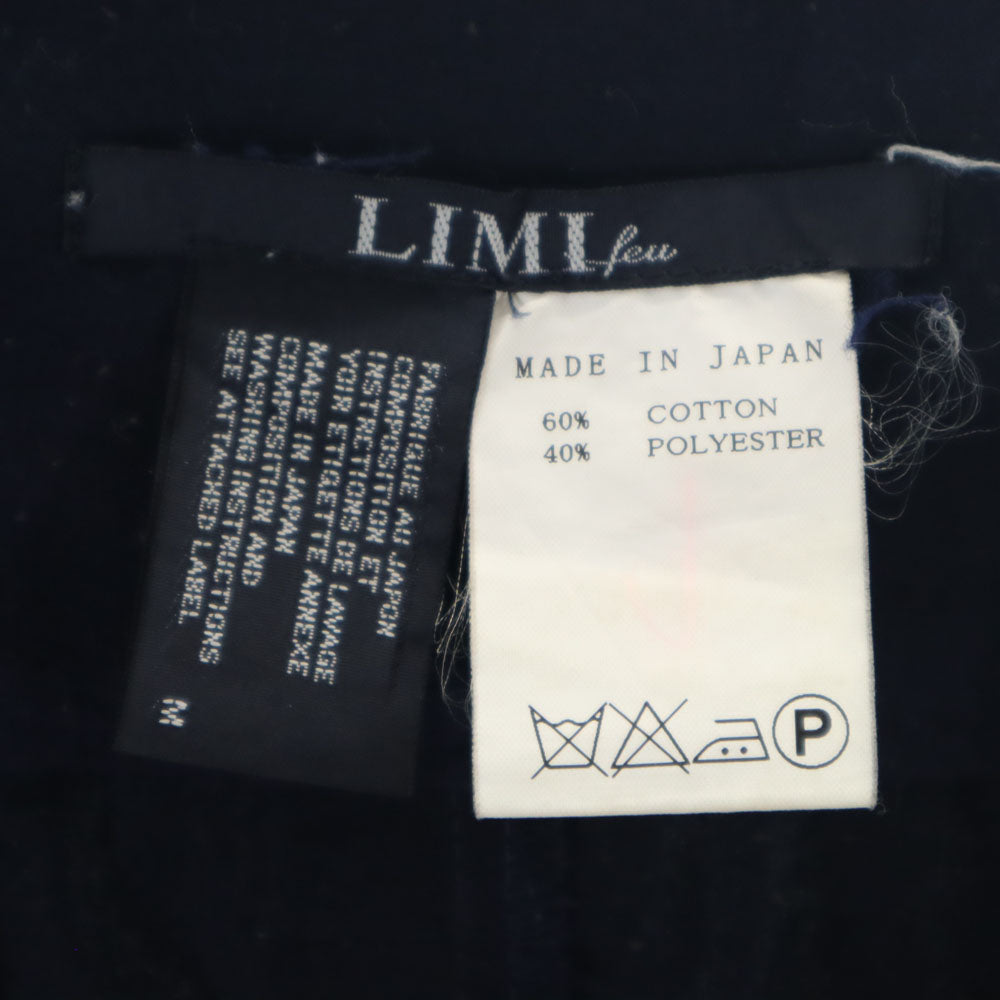 LIMI feu
FABRIQUE AU JAPON
COMPOSITION ET
INSTRUCTIONS DE LAVAGE
VOIR ETIQETTE ANNEXE
MADE IN JAPAN
COMPOSITION AND
WASHING INSTRUCTIONS
SEE ATTACHED LABEL
M
MADE IN JAPAN
60% COTTON
40% POLYESTER
P